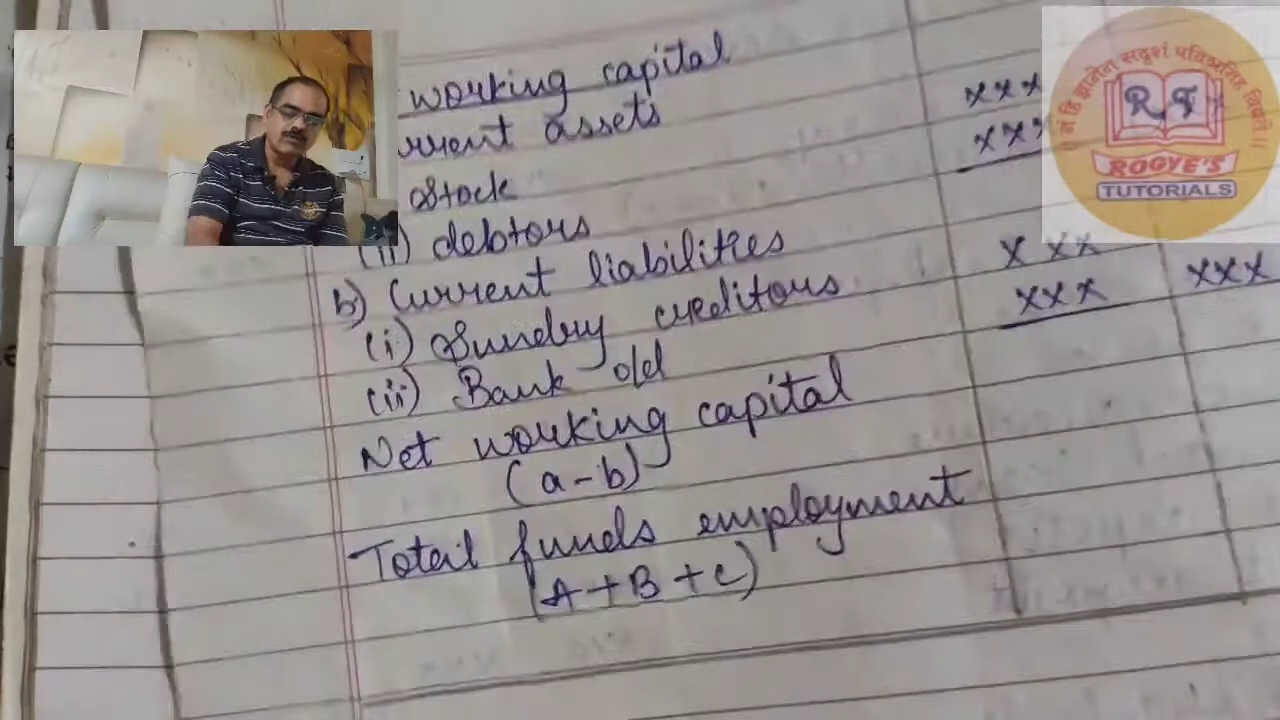 working capital
assets
Stock
(ii) debtors
b) Current liabilities
(i) Sundry creditors
(ii) Bank old
Net working capital
(a-b)
Total funds employment
(A+B+C)
xxx
xxx
xxx
xxx
xxx
R T
ROGYE'S
TUTORIALS